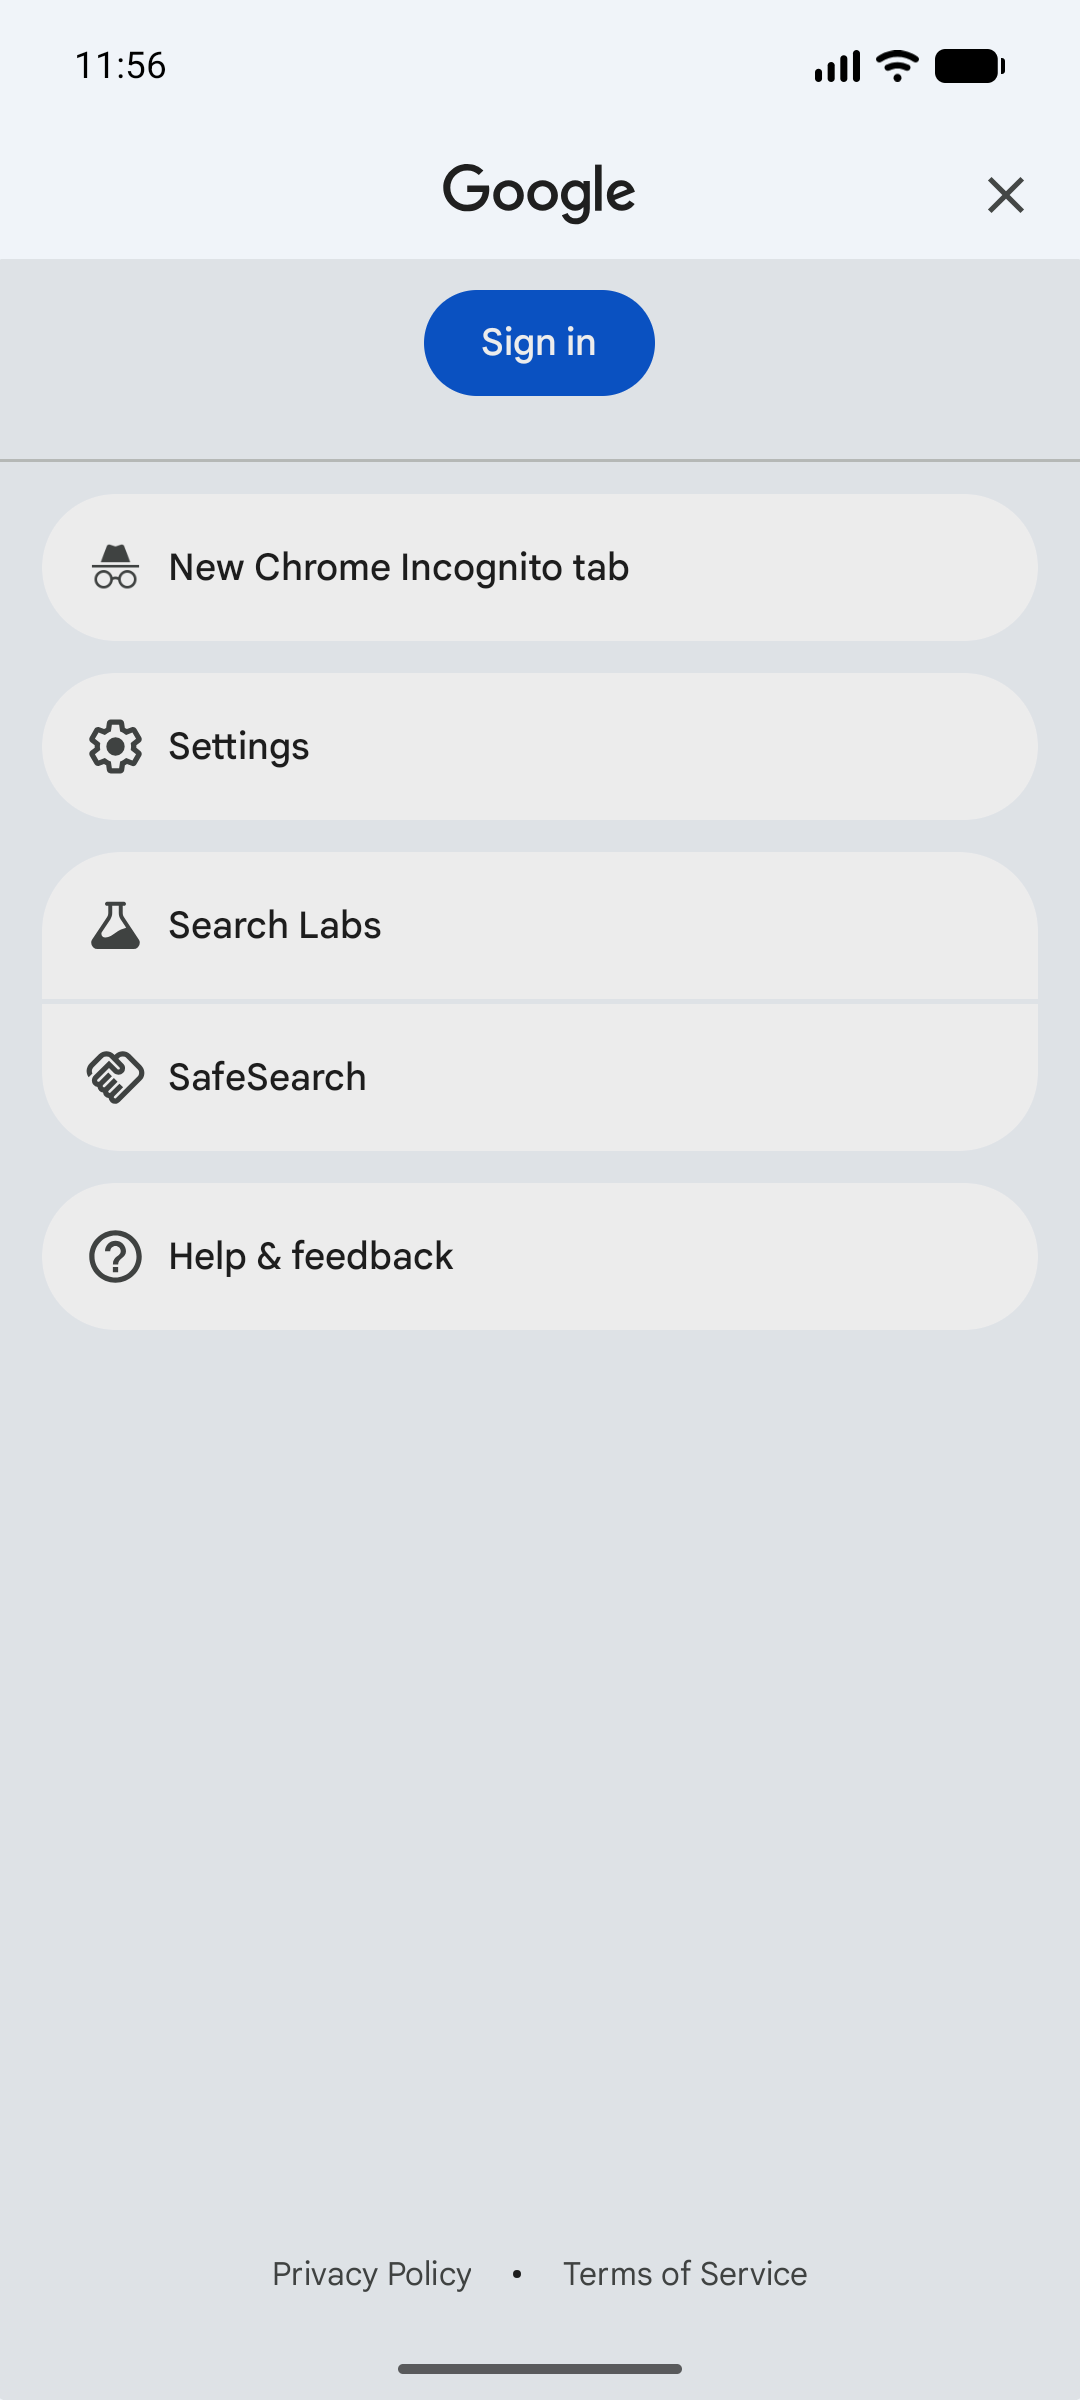 11:56
Google
Sign in
New Chrome Incognito tab
Settings
Search Labs
SafeSearch
Help & feedback
Privacy Policy • Terms of Service